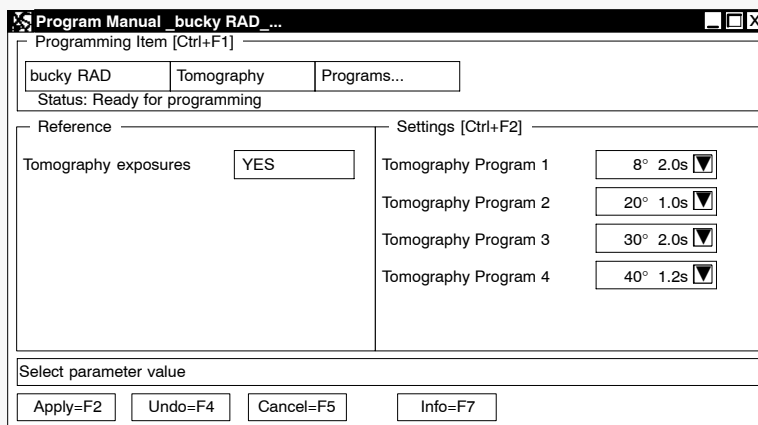 Program Manual _bucky RAD_...
Programming Item [Ctrl+F1]
bucky RAD Tomography Programs...
Status: Ready for programming
Reference
Tomography exposures YES
Settings [Ctrl+F2]
Tomography Program 1 8° 2.0s
Tomography Program 2 20° 1.0s
Tomography Program 3 30° 2.0s
Tomography Program 4 40° 1.2s
Select parameter value
Apply=F2 Undo=F4 Cancel=F5 Info=F7